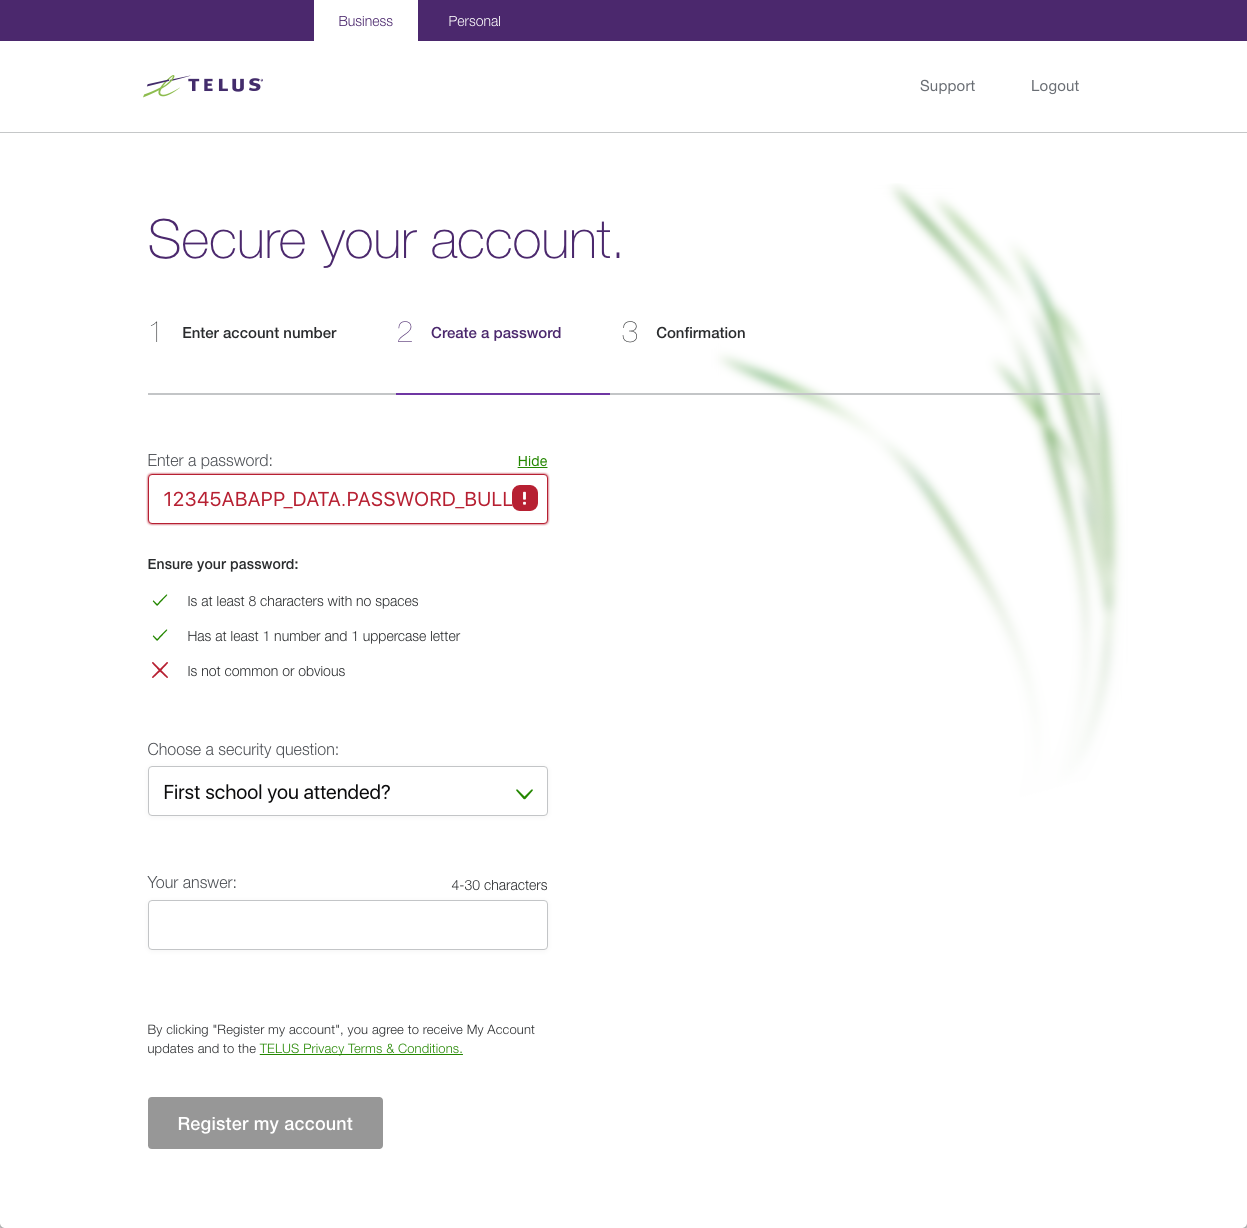 Business Personal
TELUS
Support Logout
Secure your account.
1 Enter account number 2 Create a password 3 Confirmation
Enter a password: Hide
12345ABAPP_DATA.PASSWORD_BULL
Ensure your password:
Is at least 8 characters with no spaces
Has at least 1 number and 1 uppercase letter
Is not common or obvious
Choose a security question:
First school you attended?
Your answer: 4-30 characters
By clicking "Register my account", you agree to receive My Account
updates and to the TELUS Privacy Terms & Conditions.
Register my account